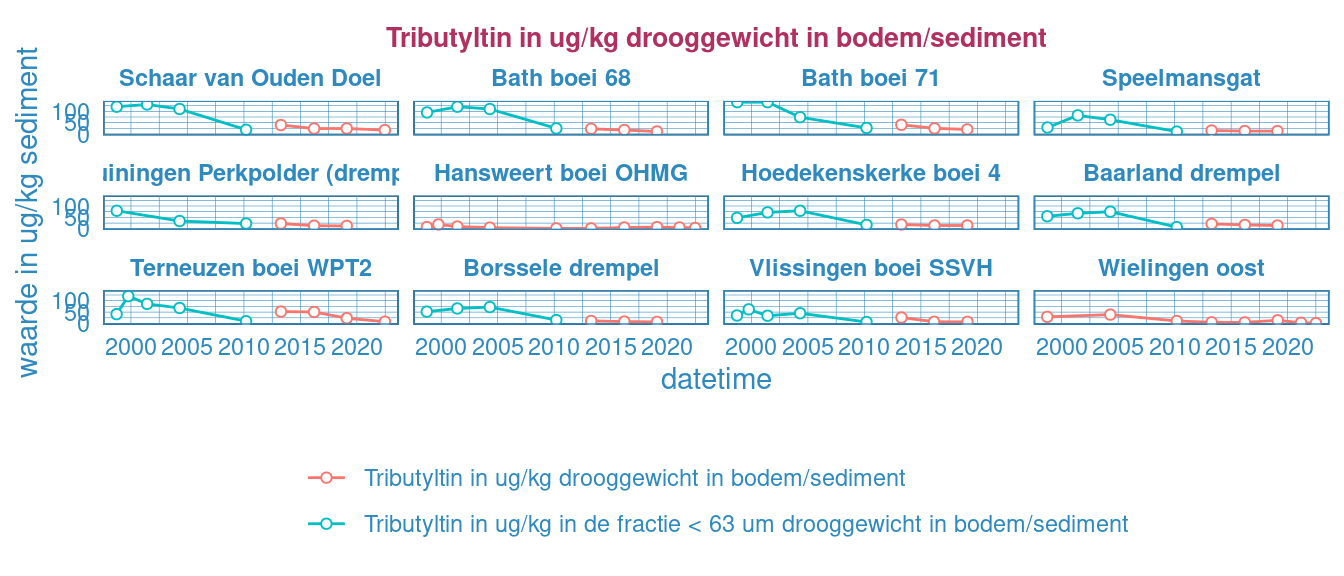 Tributyltin in ug/kg drooggewicht in bodem/sediment
waarde in ug/kg sediment
Schaar van Ouden Doel Bath boei 68 Bath boei 71 Speelmansgat
100
50
0
Perkpolder Hansweert boei OHMG Hoedekenskerke boei 4 Baarland drempel
100
50
0
Terneuzen boei WPT2 Borssele drempel Vlissingen boei SSVH Wielingen oost
100
50
0
2000 2005 2010 2015 2020 2000 2005 2010 2015 2020 2000 2005 2010 2015 2020 2000 2005 2010 2015 2020
datetime
Tributyltin in ug/kg drooggewicht in bodem/sediment
Tributyltin in ug/kg in de fractie < 63 um drooggewicht in bodem/sediment